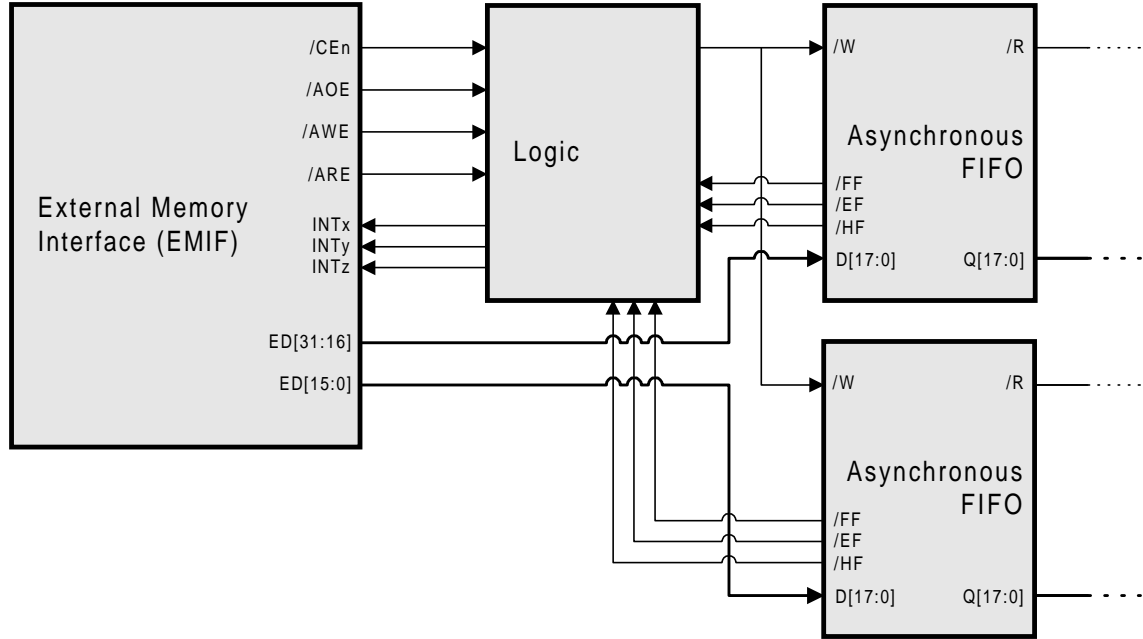 External Memory
Interface (EMIF)
/CEn
/AOE
/AWE
/ARE
INTx
INTy
INTz
ED[31:16]
ED[15:0]
Logic
/W
/R
Asynchronous
FIFO
/FF
/EF
/HF
D[17:0]
Q[17:0]
/W
/R
Asynchronous
FIFO
/FF
/EF
/HF
D[17:0]
Q[17:0]